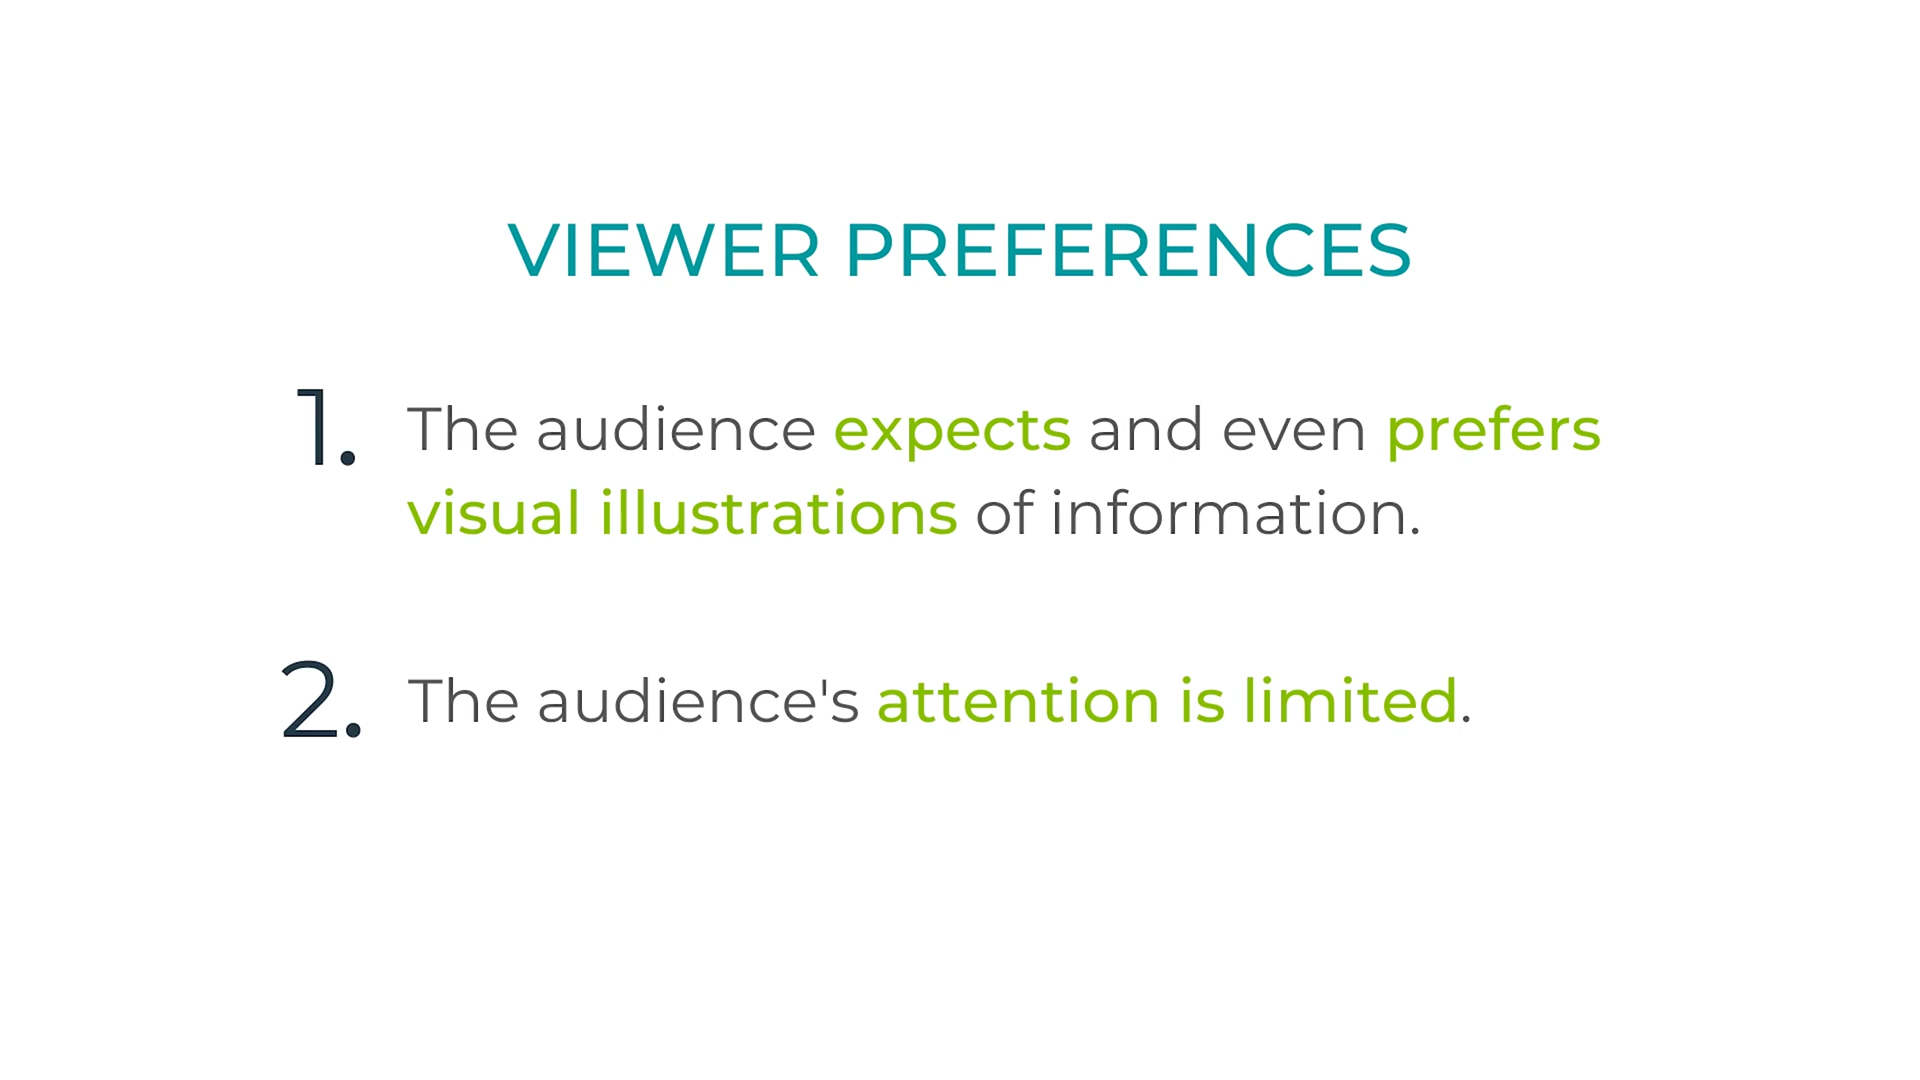 VIEWER PREFERENCES
1. The audience expects and even prefers
visual illustrations of information.
2. The audience's attention is limited.